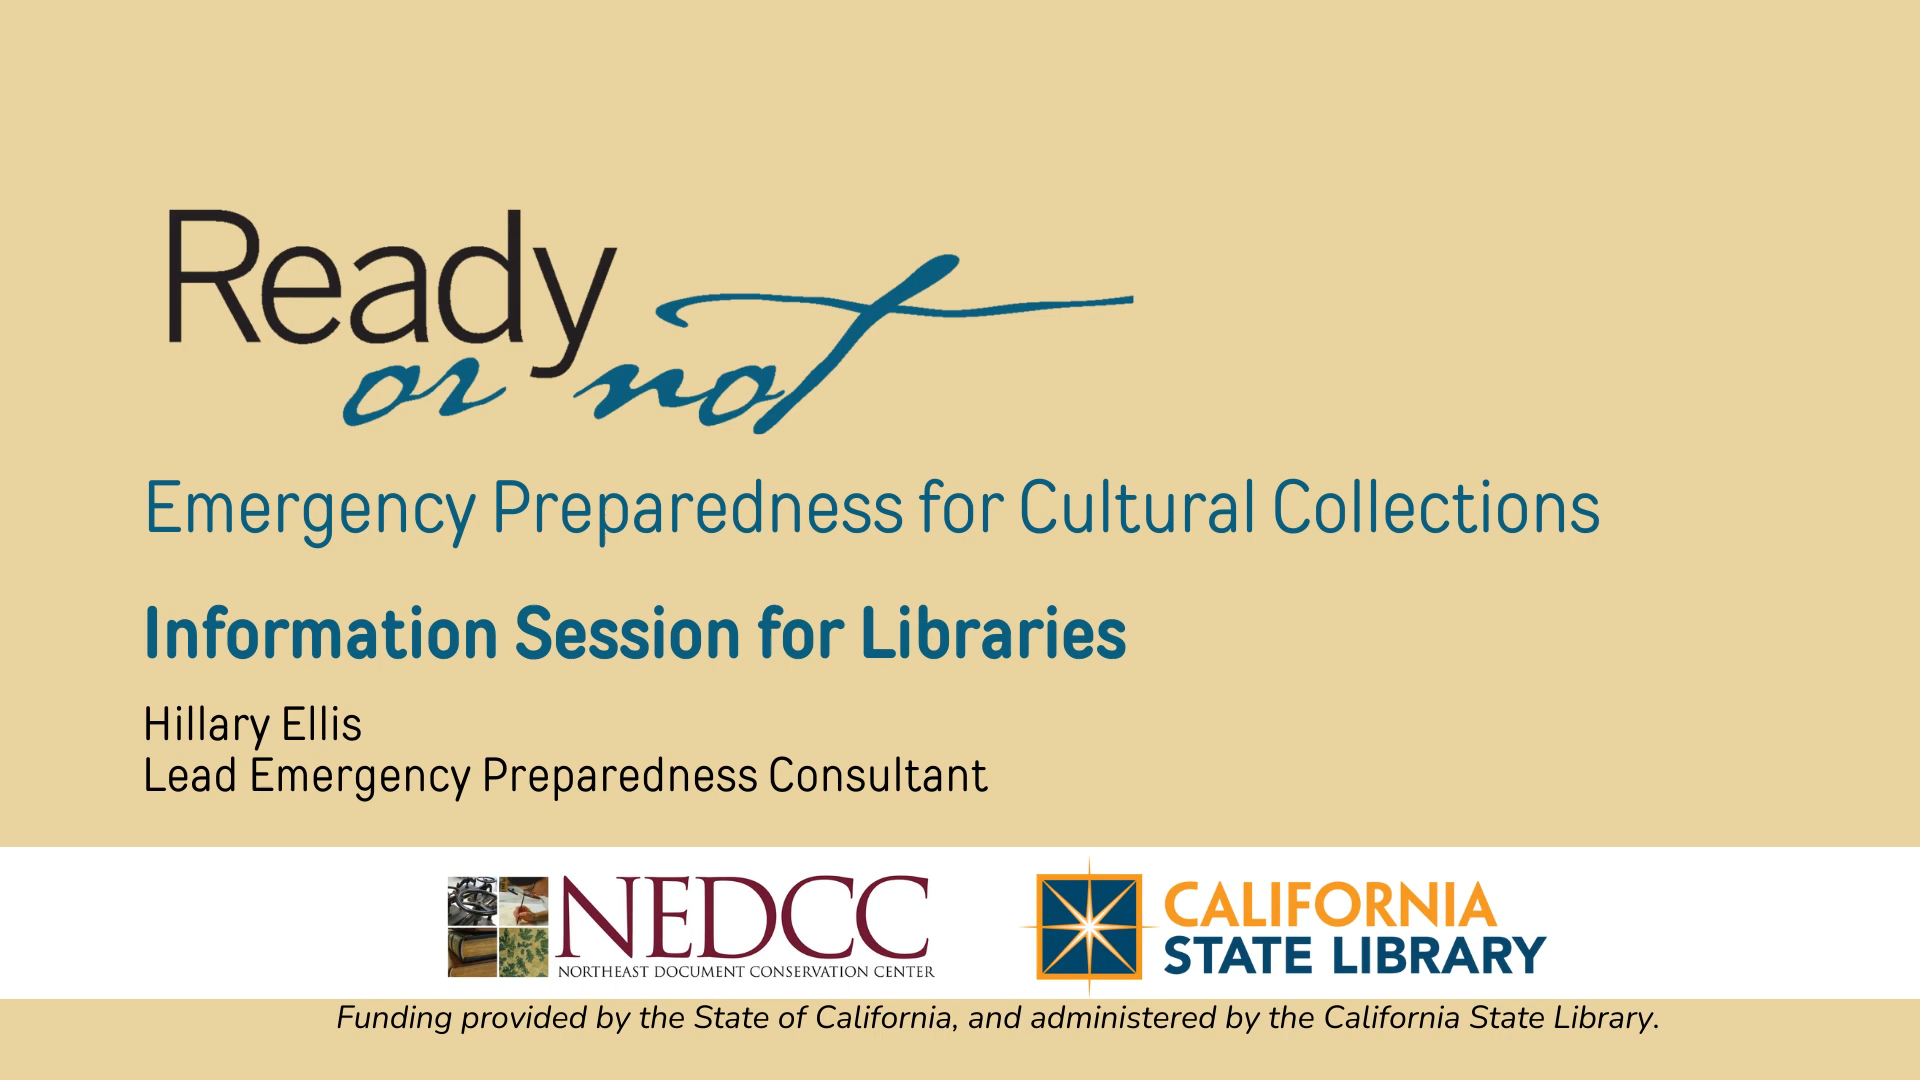 Ready
or not
Emergency Preparedness for Cultural Collections
Information Session for Libraries
Hillary Ellis
Lead Emergency Preparedness Consultant
NEDCC
NORTHEAST DOCUMENT CONSERVATION CENTER
CALIFORNIA
STATE LIBRARY
Funding provided by the State of California, and administered by the California State Library.